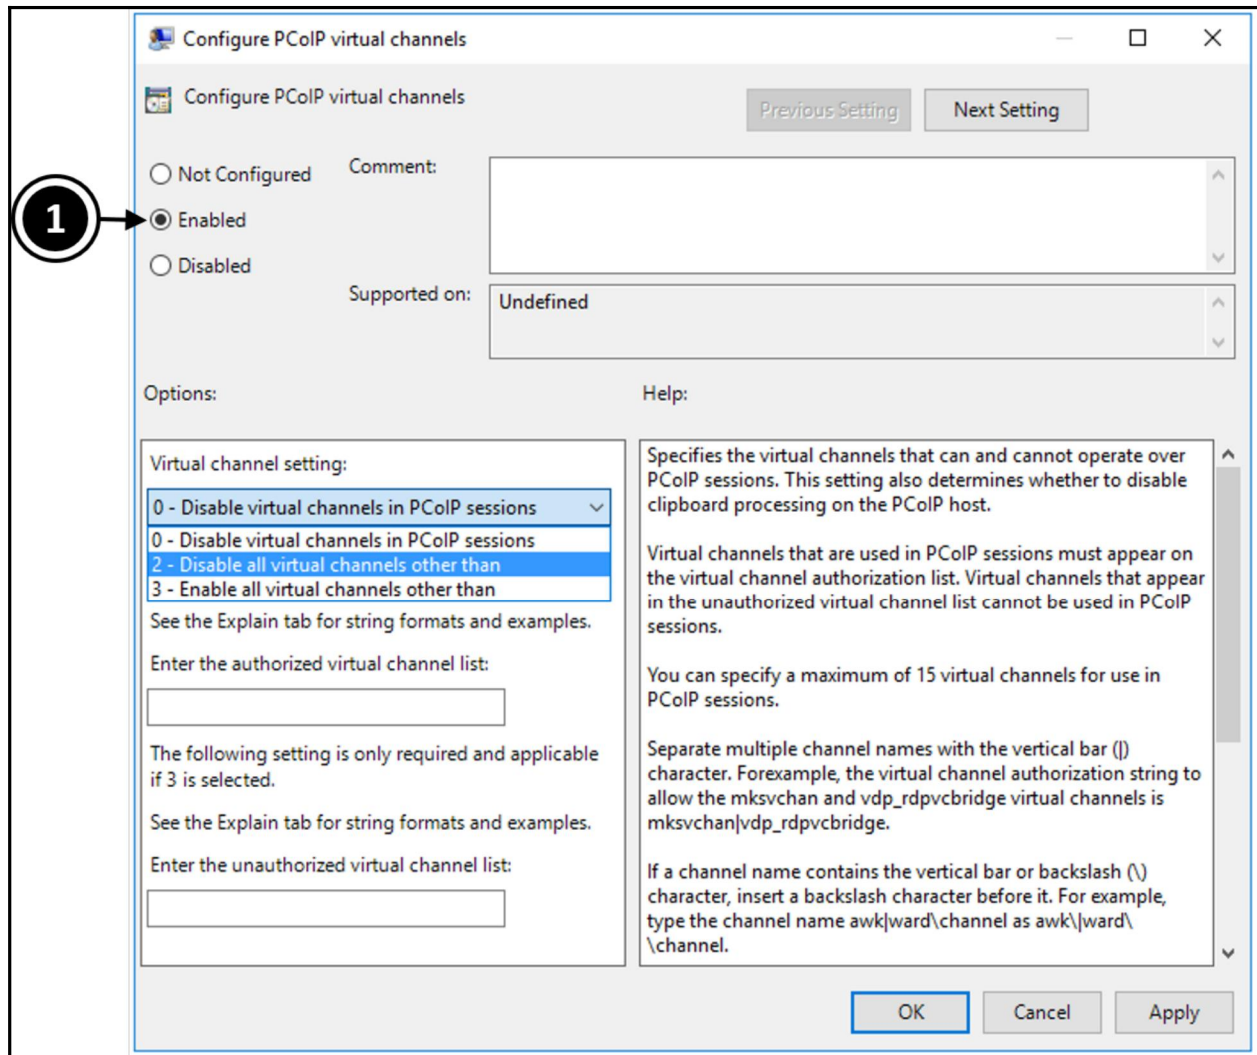 Configure PCoIP virtual channels
Configure PCoIP virtual channels
Previous Setting
Next Setting
Not Configured
Comment:
1
Enabled
Disabled
Supported on:
Undefined
Options:
Help:
Virtual channel setting:
0 - Disable virtual channels in PCoIP sessions
0 - Disable virtual channels in PCoIP sessions
2 - Disable all virtual channels other than
3 - Enable all virtual channels other than
See the Explain tab for string formats and examples.
Enter the authorized virtual channel list:
The following setting is only required and applicable
if 3 is selected.
See the Explain tab for string formats and examples.
Enter the unauthorized virtual channel list:
Specifies the virtual channels that can and cannot operate over
PCoIP sessions. This setting also determines whether to disable
clipboard processing on the PCoIP host.
Virtual channels that are used in PCoIP sessions must appear on
the virtual channel authorization list. Virtual channels that appear
in the unauthorized virtual channel list cannot be used in PCoIP
sessions.
You can specify a maximum of 15 virtual channels for use in
PCoIP sessions.
Separate multiple channel names with the vertical bar (|)
character. Forexample, the virtual channel authorization string to
allow the mksvchan and vdp_rdpvcbridge virtual channels is
mksvchan|vdp_rdpvcbridge.
If a channel name contains the vertical bar or backslash (\)
character, insert a backslash character before it. For example,
type the channel name awk|ward\channel as awk\|ward\
\channel.
OK
Cancel
Apply